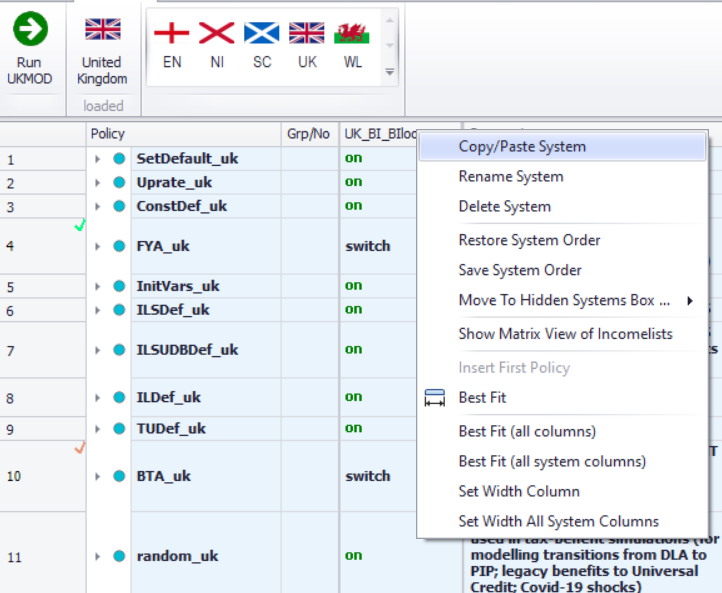 Run
UKMOD
United
Kingdom
loaded
EN NI SC UK WL
Policy Grp/No
1 SetDefault_uk on
2 Uprate_uk on
3 ConstDef_uk on
4 FYA_uk switch
5 InitVars_uk on
6 ILSDef_uk on
7 ILSUDBDef_uk on
8 ILDef_uk on
9 TUDef_uk on
10 BTA_uk switch
11 random_uk on
Copy/Paste System
Rename System
Delete System
Restore System Order
Save System Order
Move To Hidden Systems Box ...
Show Matrix View of Incomelists
Insert First Policy
Best Fit
Best Fit (all columns)
Best Fit (all system columns)
Set Width Column
Set Width All System Columns
used in tax-benefit simulations (for
modelling transitions from DLA to
PIP; legacy benefits to Universal
Credit; Covid-19 shocks)